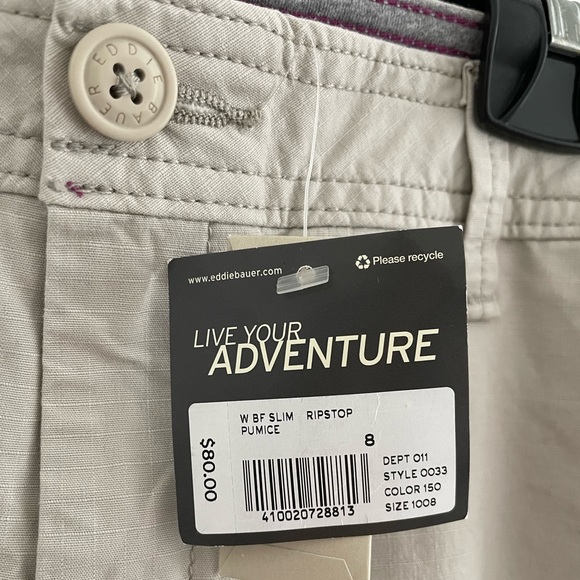 EDDIE BAUER
www.eddiebauer.com
Please recycle
LIVE YOUR
ADVENTURE
W BF SLIM RIPSTOP
PUMICE
8
$80.00
410020728813
DEPT 011
STYLE 0033
COLOR 150
SIZE 1008